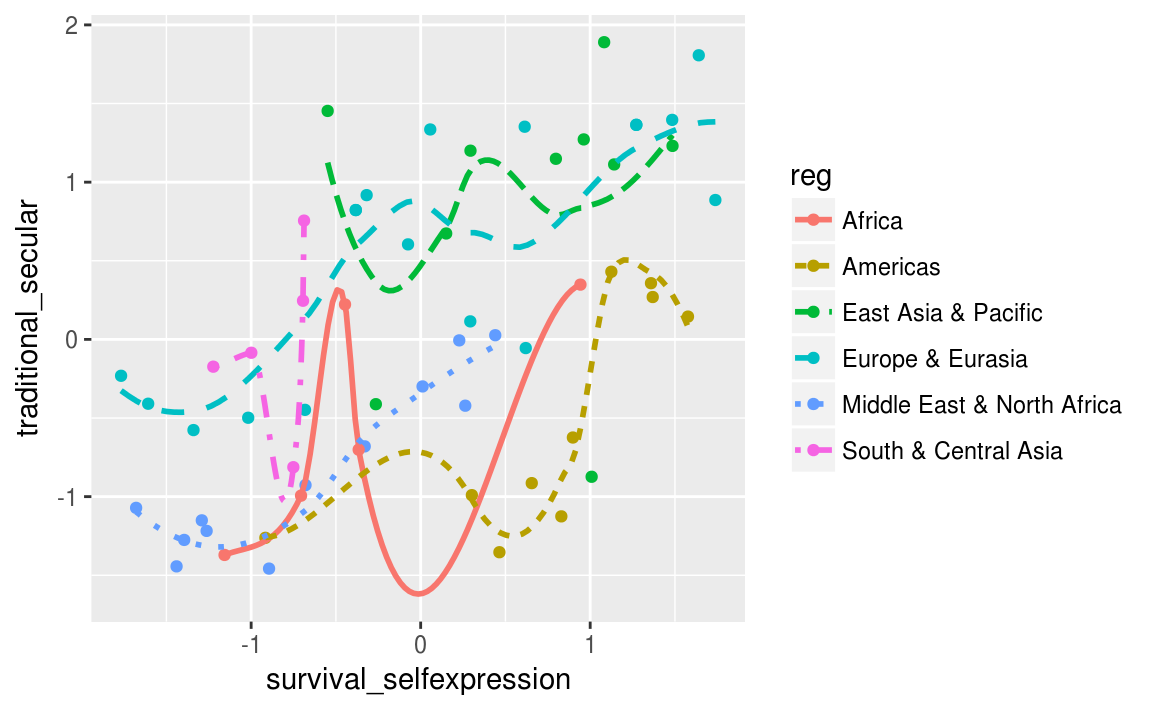 2
1
0
-1
traditional_secular
-1
0
1
survival_selfexpression
reg
Africa
Americas
East Asia & Pacific
Europe & Eurasia
Middle East & North Africa
South & Central Asia